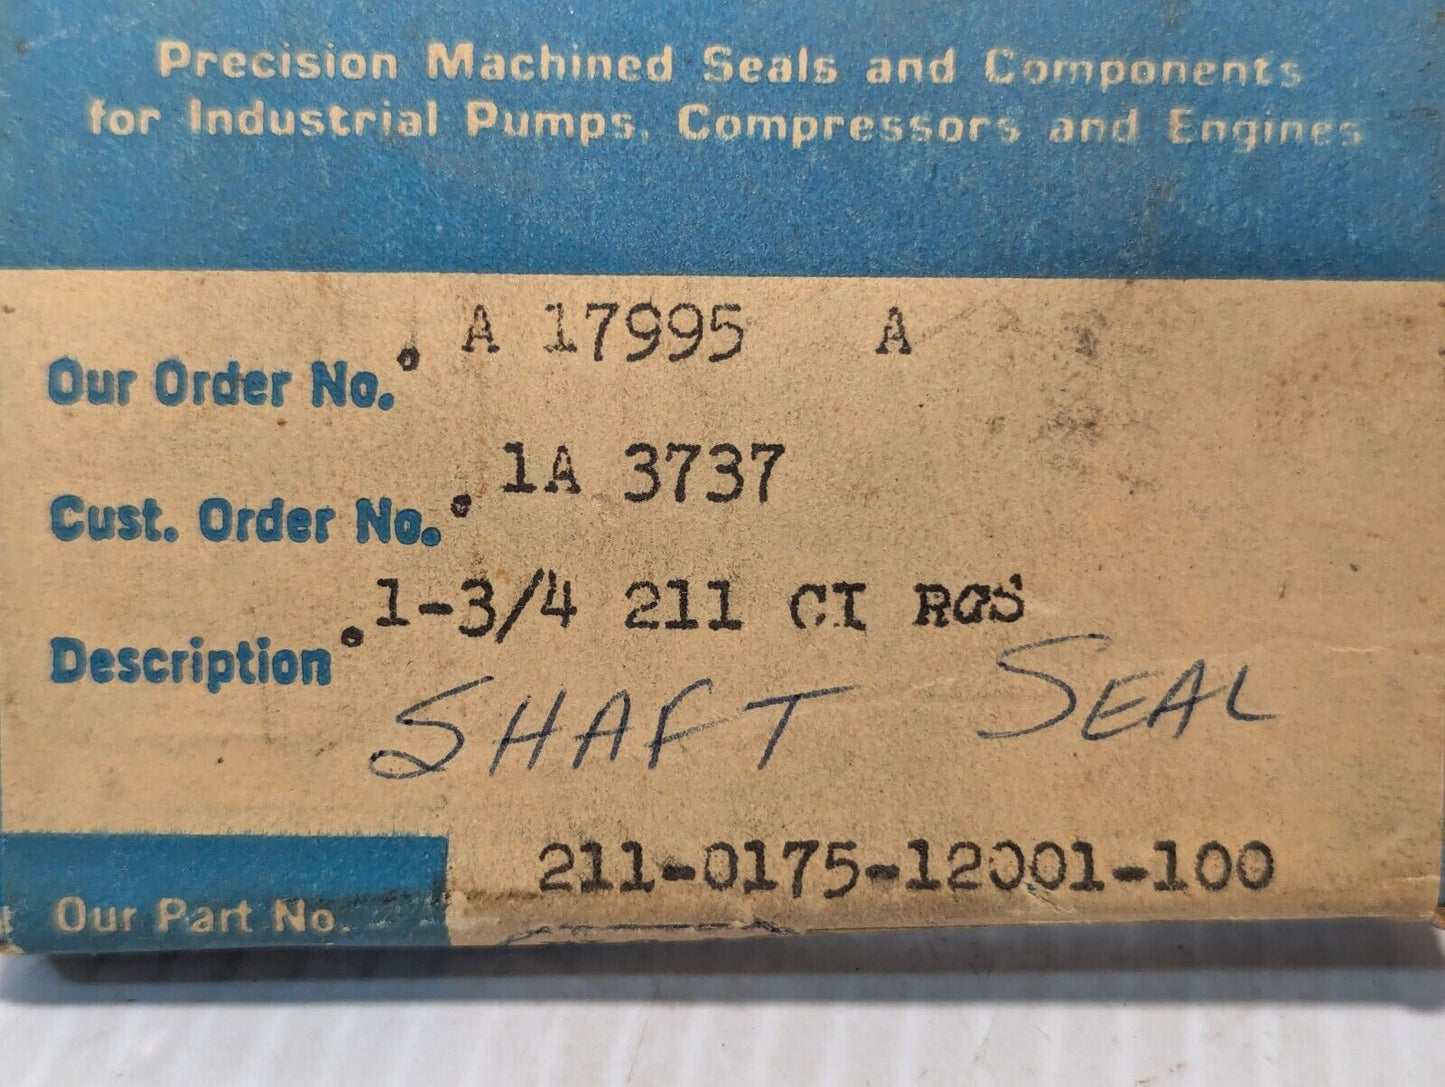 Precision Machined Seals and Components
for Industrial Pumps, Compressors and Engines
Our Order No. A 17995 A
Cust. Order No. 1A 3737
Description 1-3/4 211 CI RGS
SHAFT SEAL
Our Part No. 211-0175-12001-100